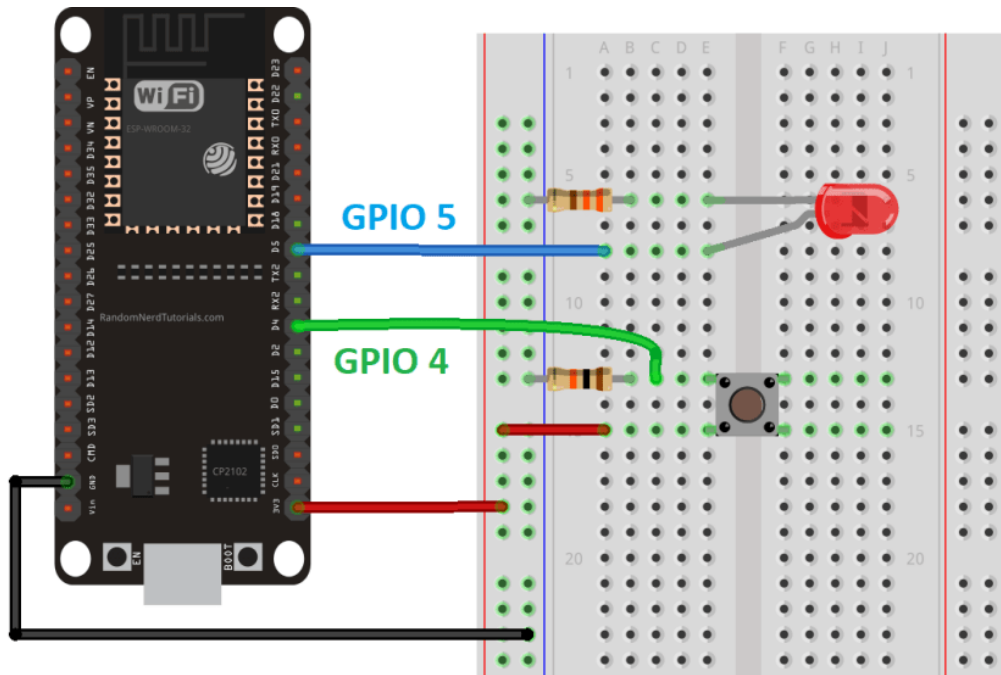 A B C D E F G H I J
1 1
Wi Fi
ESP-WROOM-32
5 5
GPIO 5
10 10
GPIO 4
15 15
20 20
RandomNerdTutorials.com
CP2102
EN
BOOT
EN
VP
VN
D34
D35
D32
D33
D25
D26
D27
D14
D12
D13
SD2
SD3
CMD
GND
Vin
D23
D22
TX0
RX0
D21
D19
D18
D5
TX2
RX2
D4
D2
D15
D0
SD1
SD0
CLK
3V3